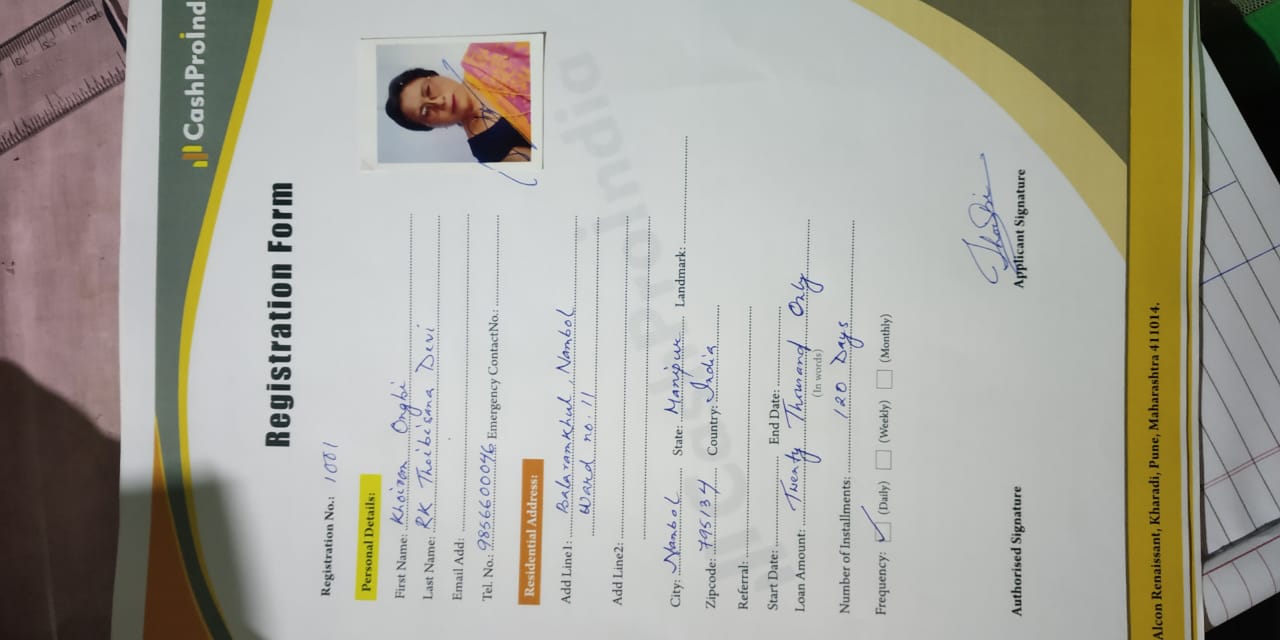 CashProInd
Registration Form
Registration No.: 1001
Personal Details:
First Name: Khoirom Ongbi
Last Name: RK Thoibisana Devi
Email Add:
Tel. No.: 9856600046 Emergency ContactNo.:
Residential Address:
Add Line1: Balaramkhul, Nambol
Ward no. 11
Add Line2:
City: Nambol State: Manipur Landmark:
Zipcode: 795134 Country: India
Referral:
Start Date: End Date:
Loan Amount: Twenty Thousand Only
(In words)
Number of Installments: 120 Days
Frequency: ✓ (Daily) (Weekly) (Monthly)
Authorised Signature Applicant Signature
Alcon Renaissant, Kharadi, Pune, Maharashtra 411014.